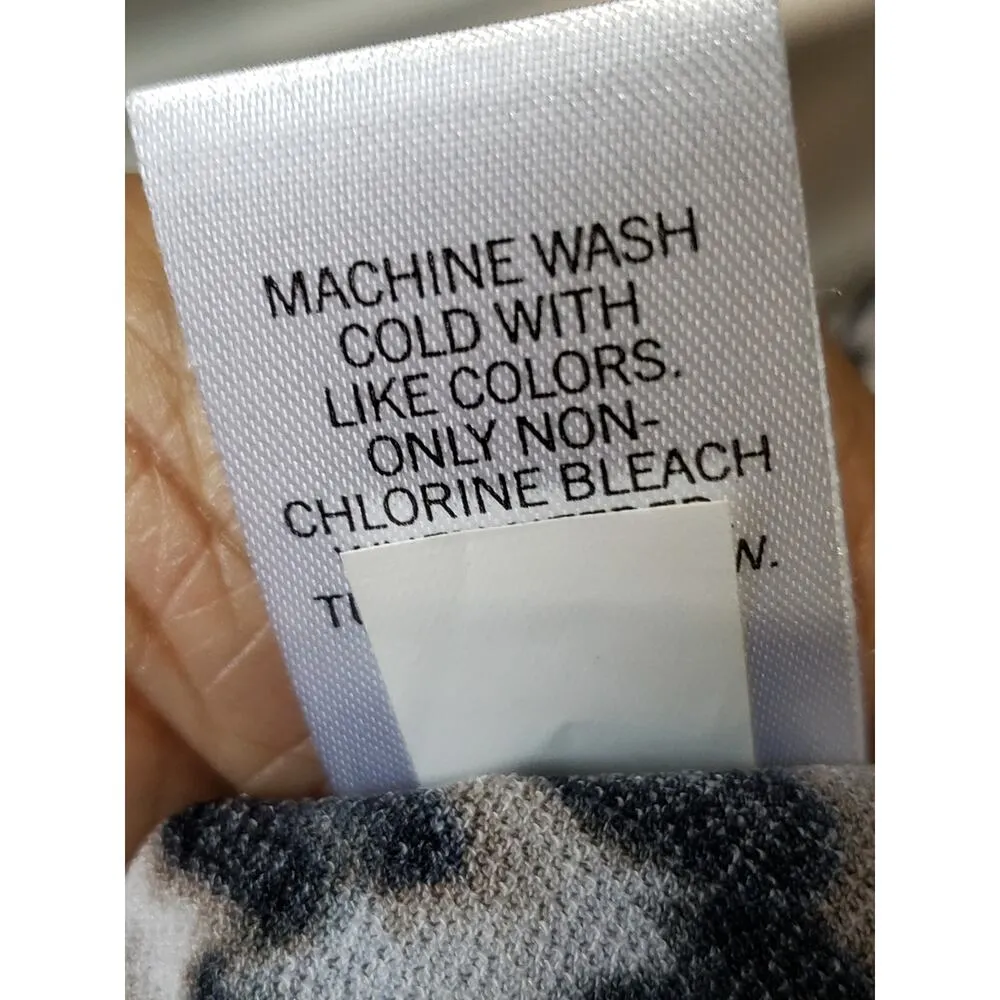 MACHINE WASH
COLD WITH
LIKE COLORS.
ONLY NON-
CHLORINE BLEACH